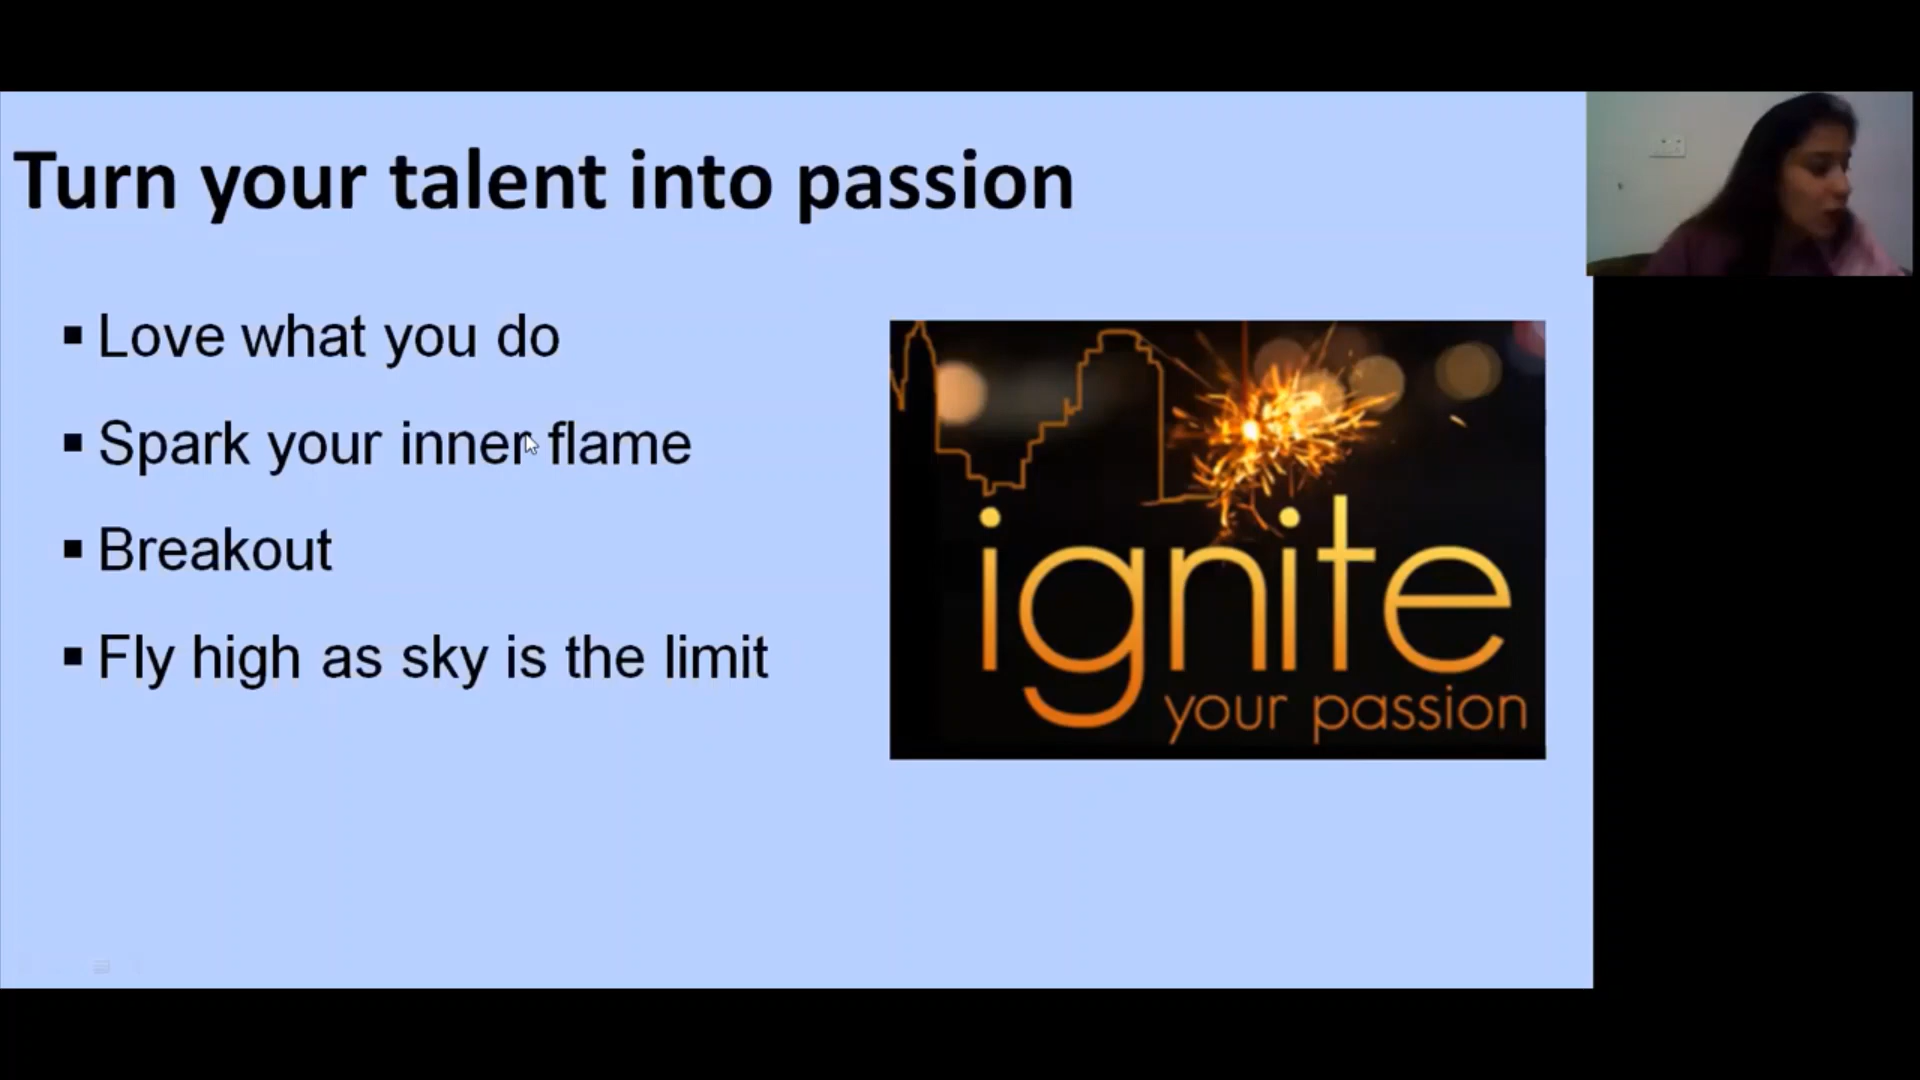 Turn your talent into passion
▪ Love what you do
▪ Spark your inner flame
▪ Breakout
▪ Fly high as sky is the limit
ignite
your passion